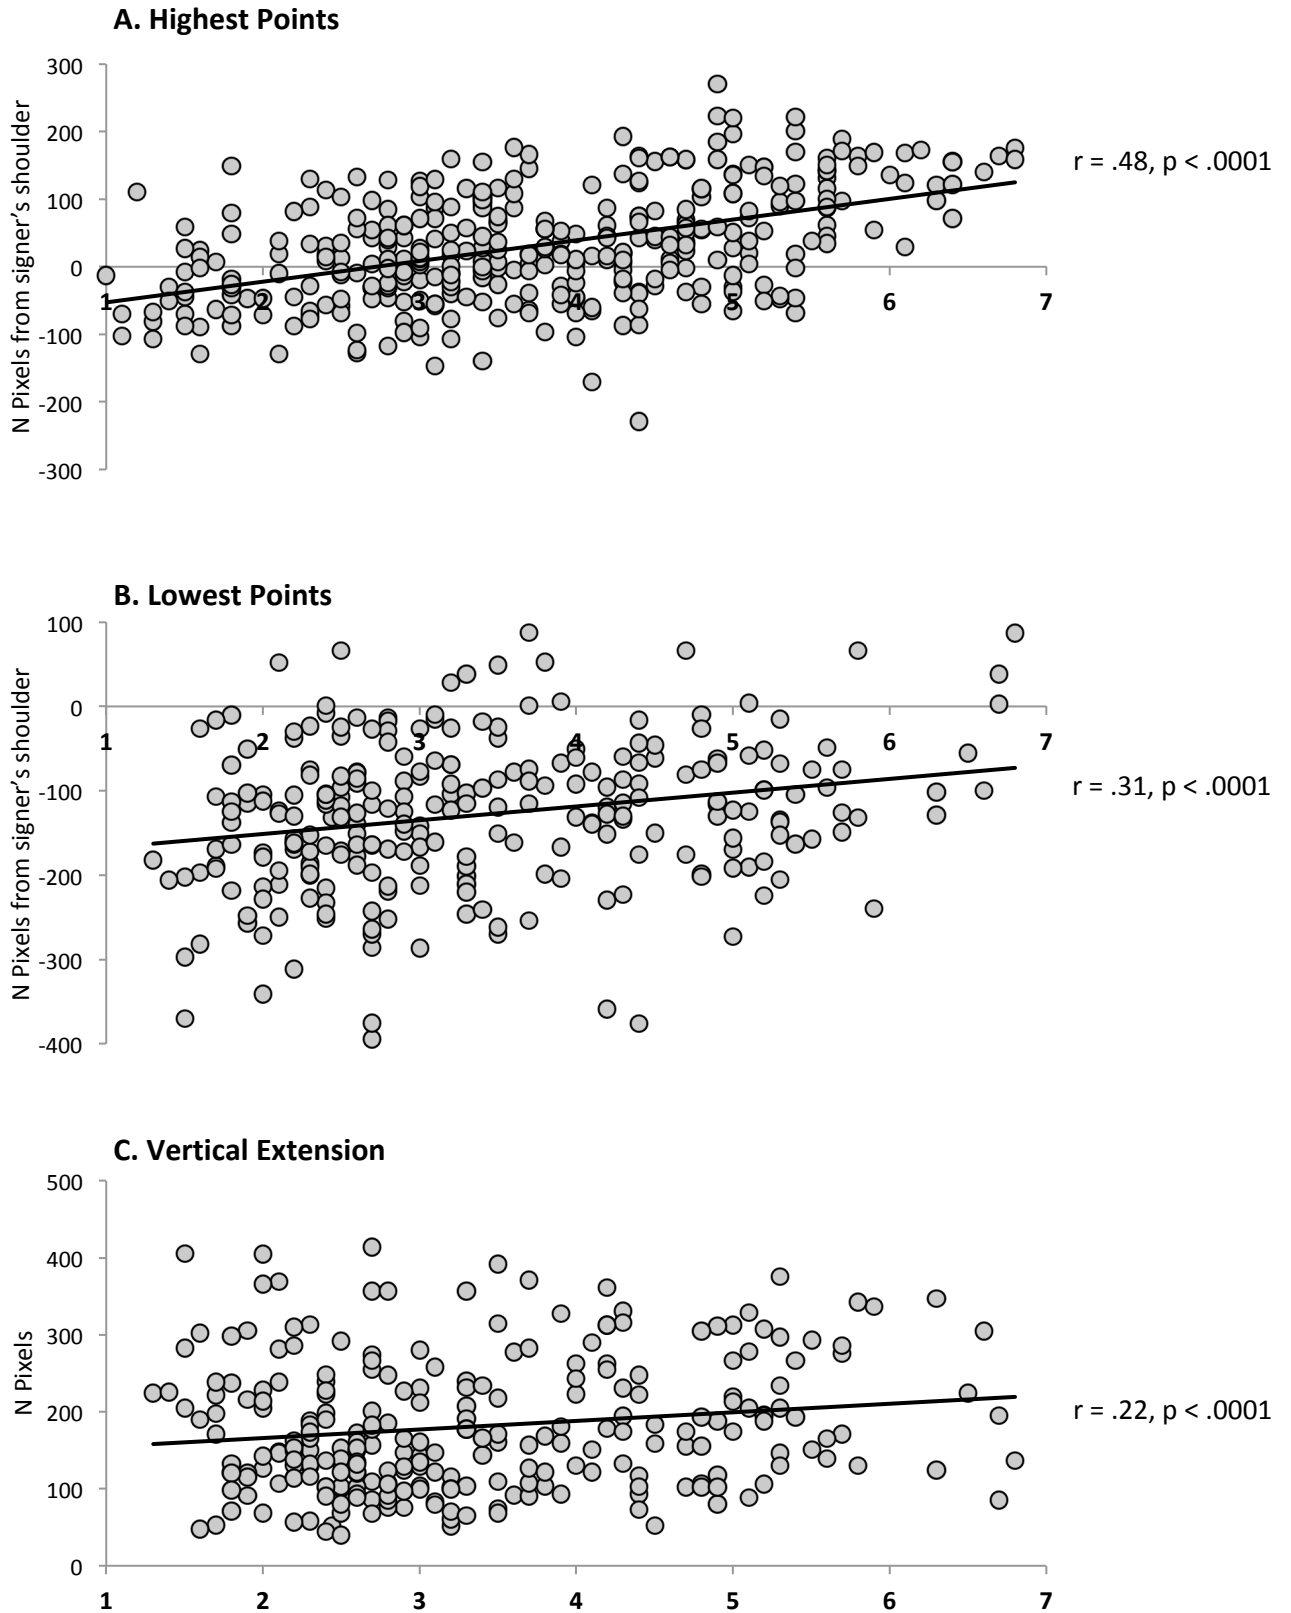 A. Highest Points
300
200
100
0
-100
-200
-300
N Pixels from signer's shoulder
1 2 3 4 5 6 7
r = .48, p < .0001
B. Lowest Points
100
0
-100
-200
-300
-400
N Pixels from signer's shoulder
1 2 3 4 5 6 7
r = .31, p < .0001
C. Vertical Extension
500
400
300
200
100
0
N Pixels
1 2 3 4 5 6 7
r = .22, p < .0001